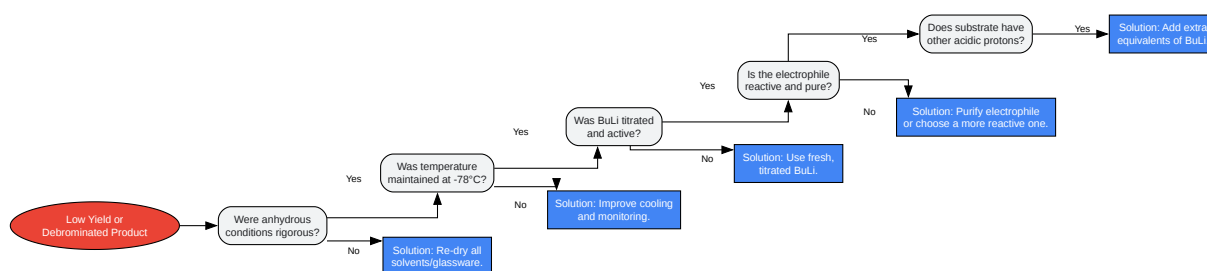 Does substrate have
other acidic protons?
Yes
Yes
Solution: Add extra
equivalents of BuLi.
Is the electrophile
reactive and pure?
Yes
No
Solution: Purify electrophile
or choose a more reactive one.
Was BuLi titrated
and active?
Yes
No
Solution: Use fresh,
titrated BuLi.
Was temperature
maintained at -78°C?
Yes
No
Solution: Improve cooling
and monitoring.
Low Yield or
Debrominated Product
Were anhydrous
conditions rigorous?
No
Solution: Re-dry all
solvents/glassware.